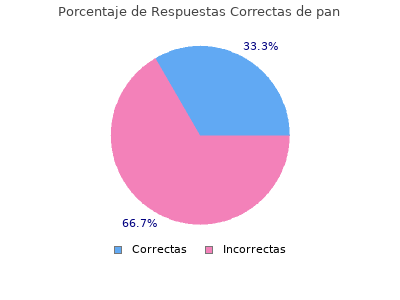 Porcentaje de Respuestas Correctas de pan
33.3%
66.7%
Correctas Incorrectas